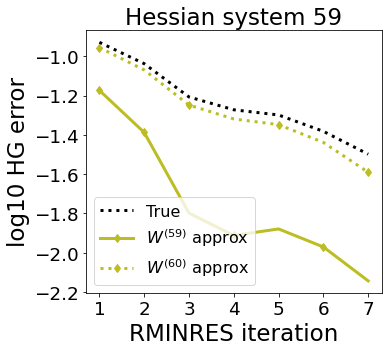 Hessian system 59
log10 HG error
−1.0
−1.2
−1.4
−1.6
−1.8
−2.0
−2.2
True
W^(59) approx
W^(60) approx
1 2 3 4 5 6 7
RMINRES iteration